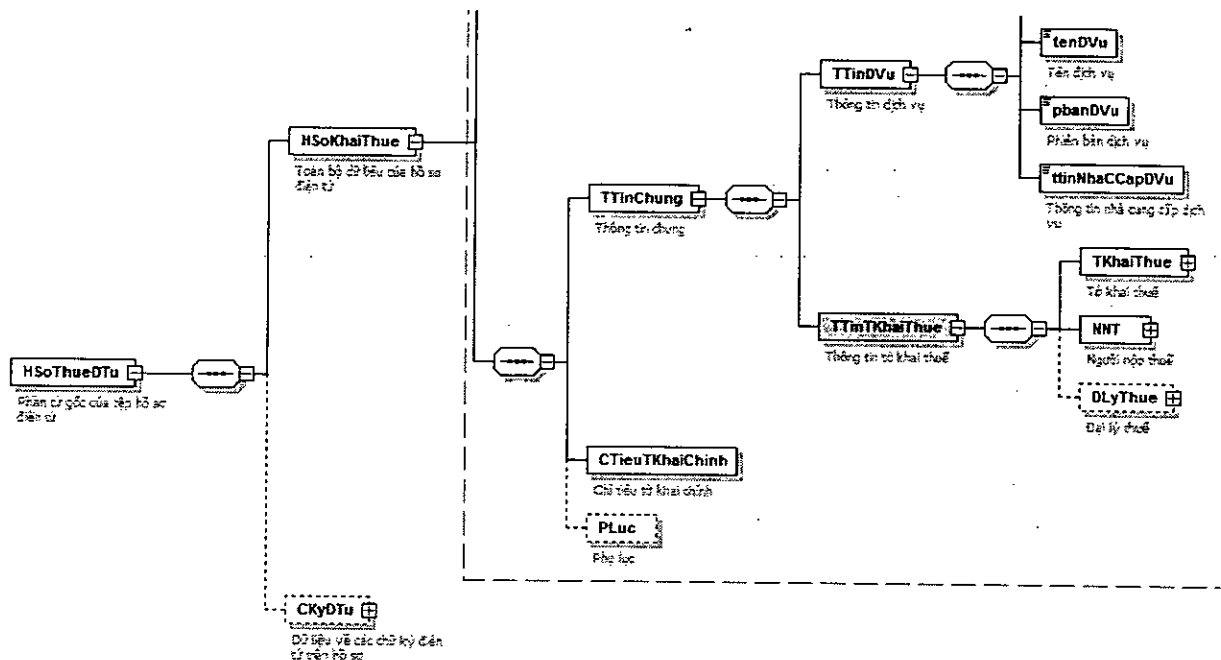 tenDVu
Tên dịch vụ
TTinDVu
Thông tin dịch vụ
pbanDVu
Phiên bản dịch vụ
HSoKhaiThue
Toàn bộ dữ liệu của hồ sơ
điện tử
ttinNhaCCapDVu
Thông tin nhà cung cấp dịch
vụ
TTinChung
Thông tin chung
TKhaiThue
Tờ khai thuế
TTinTKhaiThue
Thông tin tờ khai thuế
NNT
Người nộp thuế
HSoThueDTu
Phần tử gốc của tệp hồ sơ
điện tử
DLyThue
Đại lý thuế
CTieuTKhaiChinh
Chỉ tiêu tờ khai chính
PLuc
Phụ lục
CKyDTu
Dữ liệu về các chữ ký điện
tử trên hồ sơ